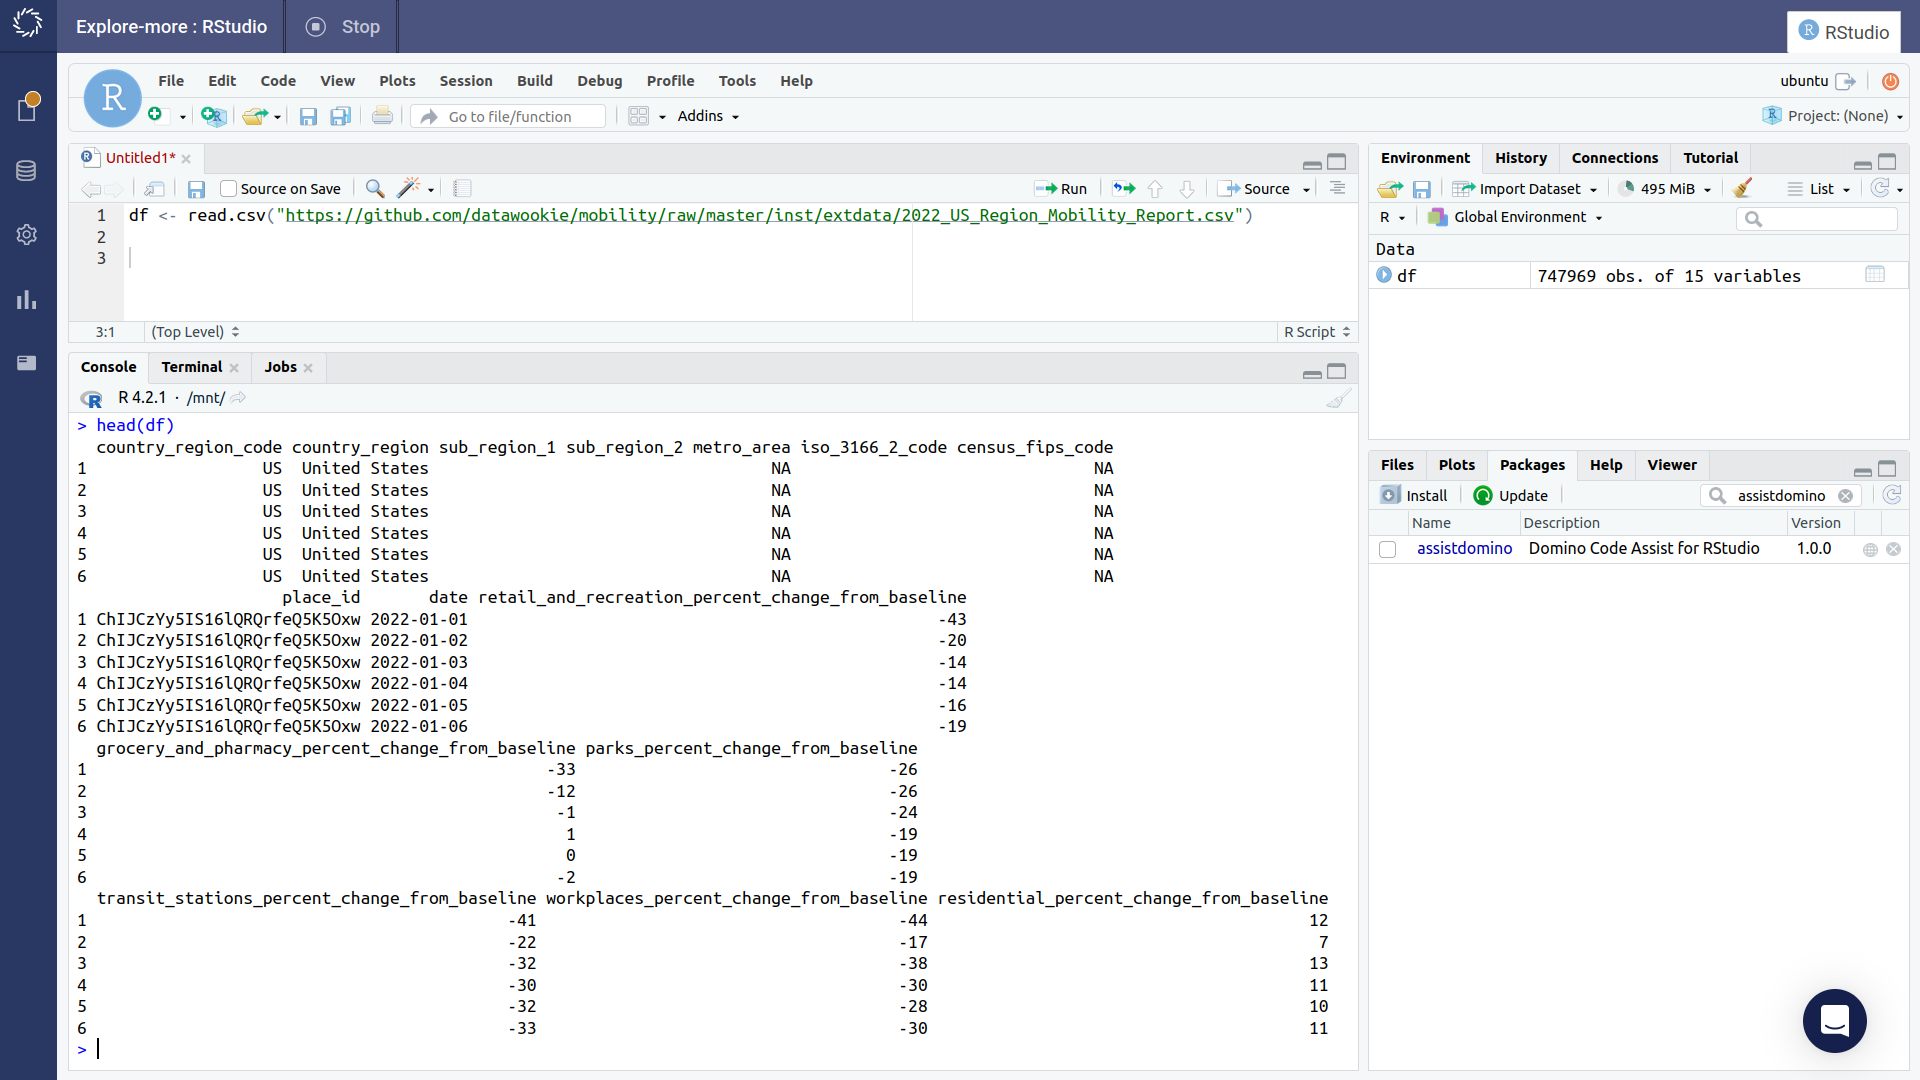 Explore-more : RStudio Stop RStudio
File Edit Code View Plots Session Build Debug Profile Tools Help ubuntu
Go to file/function Addins Project: (None)
Untitled1*
Source on Save Run Source
1 df <- read.csv("https://github.com/datawookie/mobility/raw/master/inst/extdata/2022_US_Region_Mobility_Report.csv")
2
3
3:1 (Top Level) R Script
Console Terminal Jobs
R 4.2.1 · /mnt/
> head(df)
country_region_code country_region sub_region_1 sub_region_2 metro_area iso_3166_2_code census_fips_code
1 US United States NA NA
2 US United States NA NA
3 US United States NA NA
4 US United States NA NA
5 US United States NA NA
6 US United States NA NA
place_id date retail_and_recreation_percent_change_from_baseline
1 ChIJCzYy5IS16lQRQrfeQ5K5Oxw 2022-01-01 -43
2 ChIJCzYy5IS16lQRQrfeQ5K5Oxw 2022-01-02 -20
3 ChIJCzYy5IS16lQRQrfeQ5K5Oxw 2022-01-03 -14
4 ChIJCzYy5IS16lQRQrfeQ5K5Oxw 2022-01-04 -14
5 ChIJCzYy5IS16lQRQrfeQ5K5Oxw 2022-01-05 -16
6 ChIJCzYy5IS16lQRQrfeQ5K5Oxw 2022-01-06 -19
grocery_and_pharmacy_percent_change_from_baseline parks_percent_change_from_baseline
1 -33 -26
2 -12 -26
3 -1 -24
4 1 -19
5 0 -19
6 -2 -19
transit_stations_percent_change_from_baseline workplaces_percent_change_from_baseline residential_percent_change_from_baseline
1 -41 -44 12
2 -22 -17 7
3 -32 -38 13
4 -30 -30 11
5 -32 -28 10
6 -33 -30 11
>
Environment History Connections Tutorial
Import Dataset 495 MiB List
R Global Environment
Data
df 747969 obs. of 15 variables
Files Plots Packages Help Viewer
Install Update assistdomino
Name Description Version
assistdomino Domino Code Assist for RStudio 1.0.0